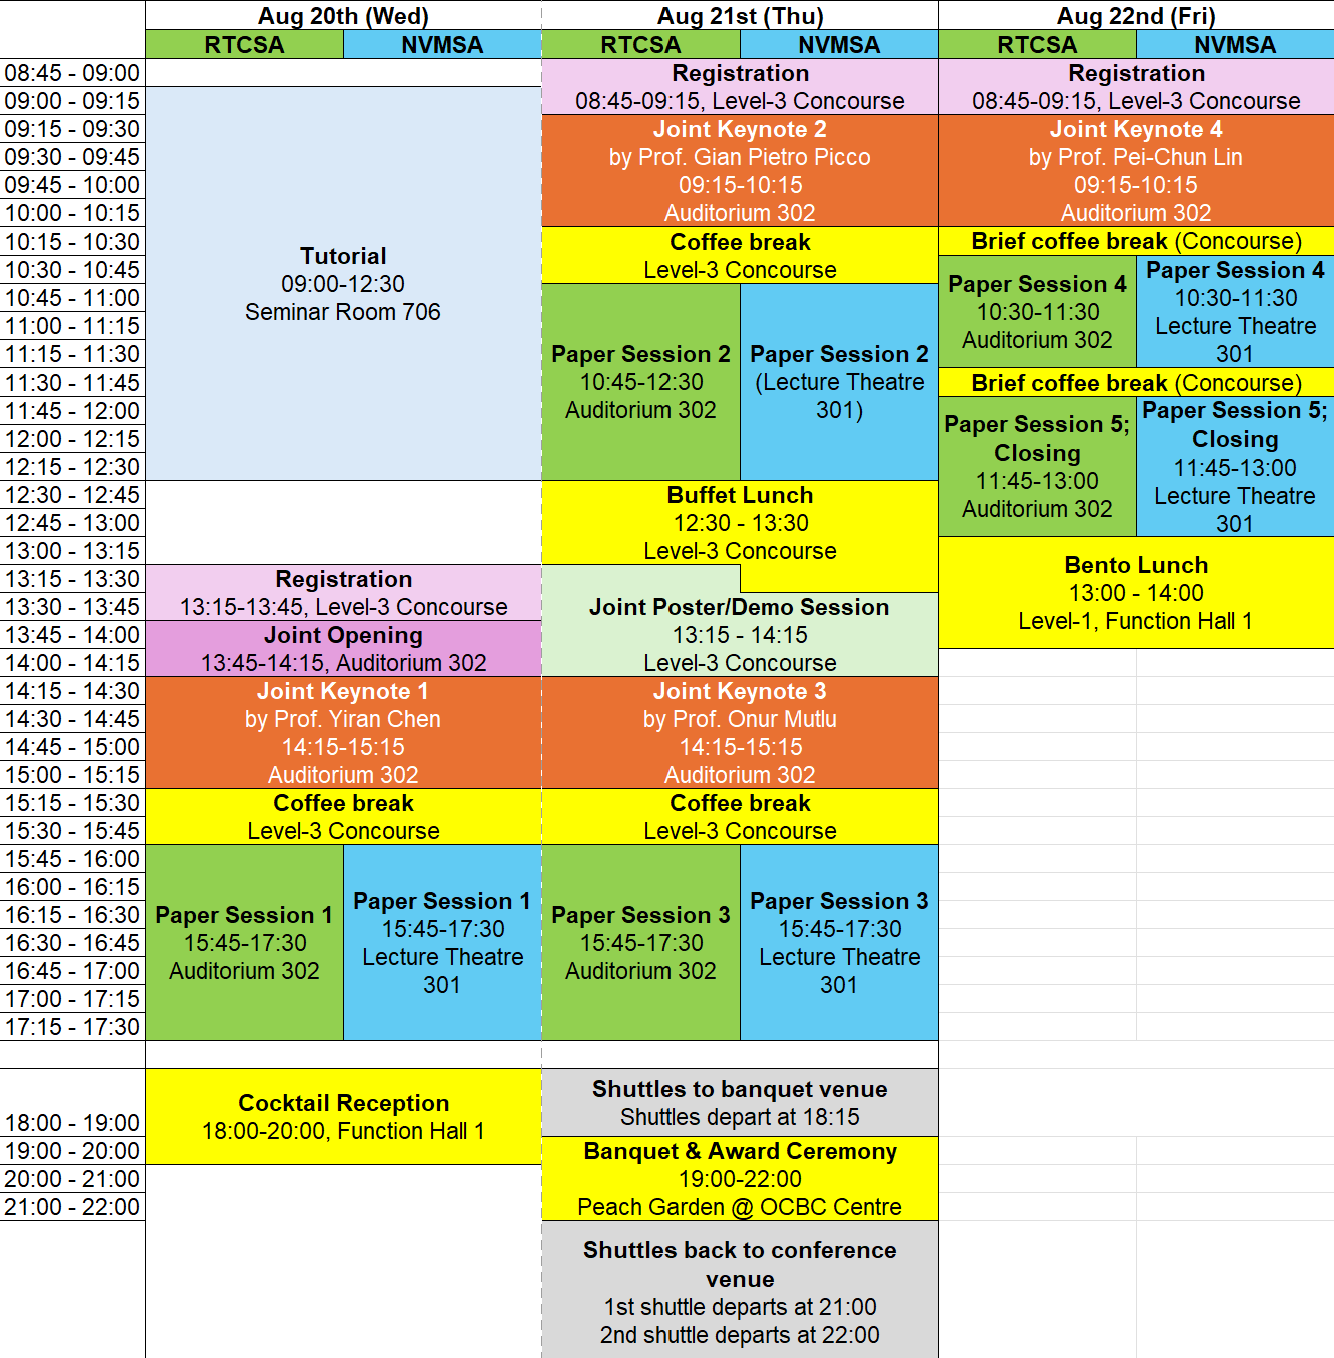 Aug 20th (Wed)
Aug 21st (Thu)
Aug 22nd (Fri)
RTCSA
NVMSA
RTCSA
NVMSA
RTCSA
NVMSA
08:45 - 09:00
09:00 - 09:15
09:15 - 09:30
09:30 - 09:45
09:45 - 10:00
10:00 - 10:15
10:15 - 10:30
10:30 - 10:45
10:45 - 11:00
11:00 - 11:15
11:15 - 11:30
11:30 - 11:45
11:45 - 12:00
12:00 - 12:15
12:15 - 12:30
12:30 - 12:45
12:45 - 13:00
13:00 - 13:15
13:15 - 13:30
13:30 - 13:45
13:45 - 14:00
14:00 - 14:15
14:15 - 14:30
14:30 - 14:45
14:45 - 15:00
15:00 - 15:15
15:15 - 15:30
15:30 - 15:45
15:45 - 16:00
16:00 - 16:15
16:15 - 16:30
16:30 - 16:45
16:45 - 17:00
17:00 - 17:15
17:15 - 17:30
18:00 - 19:00
19:00 - 20:00
20:00 - 21:00
21:00 - 22:00
Tutorial
09:00-12:30
Seminar Room 706
Registration
13:15-13:45, Level-3 Concourse
Joint Opening
13:45-14:15, Auditorium 302
Joint Keynote 1
by Prof. Yiran Chen
14:15-15:15
Auditorium 302
Coffee break
Level-3 Concourse
Paper Session 1
15:45-17:30
Auditorium 302
Paper Session 1
15:45-17:30
Lecture Theatre
301
Cocktail Reception
18:00-20:00, Function Hall 1
Registration
08:45-09:15, Level-3 Concourse
Joint Keynote 2
by Prof. Gian Pietro Picco
09:15-10:15
Auditorium 302
Coffee break
Level-3 Concourse
Paper Session 2
10:45-12:30
Auditorium 302
Paper Session 2
(Lecture Theatre
301)
Buffet Lunch
12:30 - 13:30
Level-3 Concourse
Joint Poster/Demo Session
13:15 - 14:15
Level-3 Concourse
Joint Keynote 3
by Prof. Onur Mutlu
14:15-15:15
Auditorium 302
Coffee break
Level-3 Concourse
Paper Session 3
15:45-17:30
Auditorium 302
Paper Session 3
15:45-17:30
Lecture Theatre
301
Shuttles to banquet venue
Shuttles depart at 18:15
Banquet & Award Ceremony
19:00-22:00
Peach Garden @ OCBC Centre
Shuttles back to conference
venue
1st shuttle departs at 21:00
2nd shuttle departs at 22:00
Registration
08:45-09:15, Level-3 Concourse
Joint Keynote 4
by Prof. Pei-Chun Lin
09:15-10:15
Auditorium 302
Brief coffee break (Concourse)
Paper Session 4
10:30-11:30
Auditorium 302
Paper Session 4
10:30-11:30
Lecture Theatre
301
Brief coffee break (Concourse)
Paper Session 5;
Closing
11:45-13:00
Auditorium 302
Paper Session 5;
Closing
11:45-13:00
Lecture Theatre
301
Bento Lunch
13:00 - 14:00
Level-1, Function Hall 1